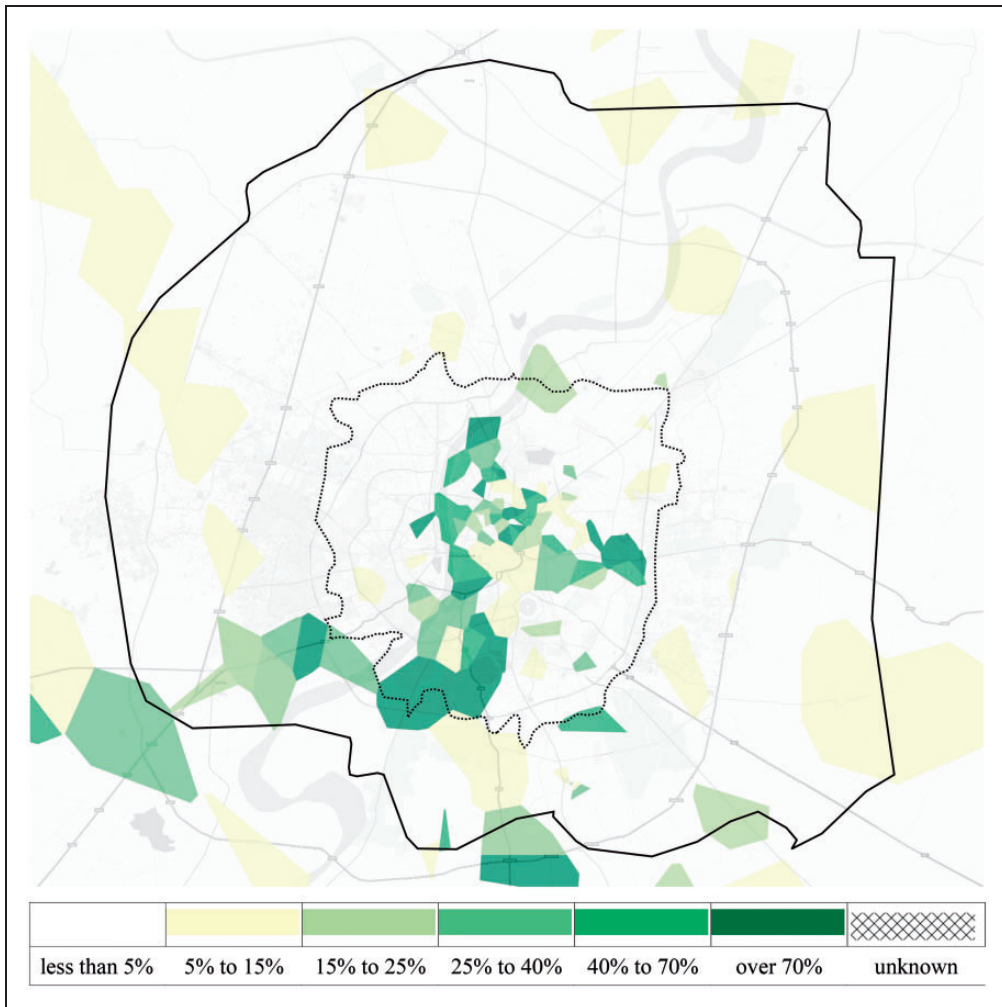 less than 5%
5% to 15%
15% to 25%
25% to 40%
40% to 70%
over 70%
unknown